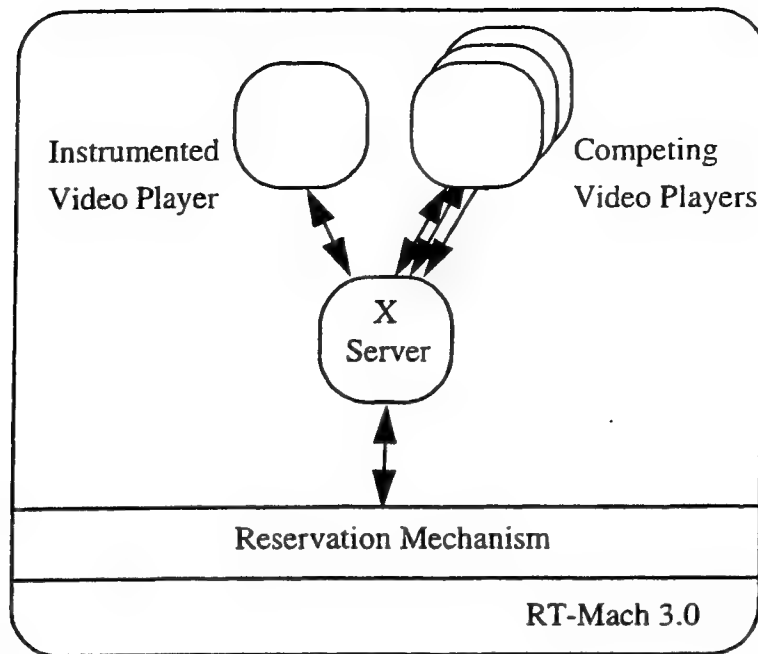 Instrumented
Video Player
Competing
Video Players
X
Server
Reservation Mechanism
RT-Mach 3.0